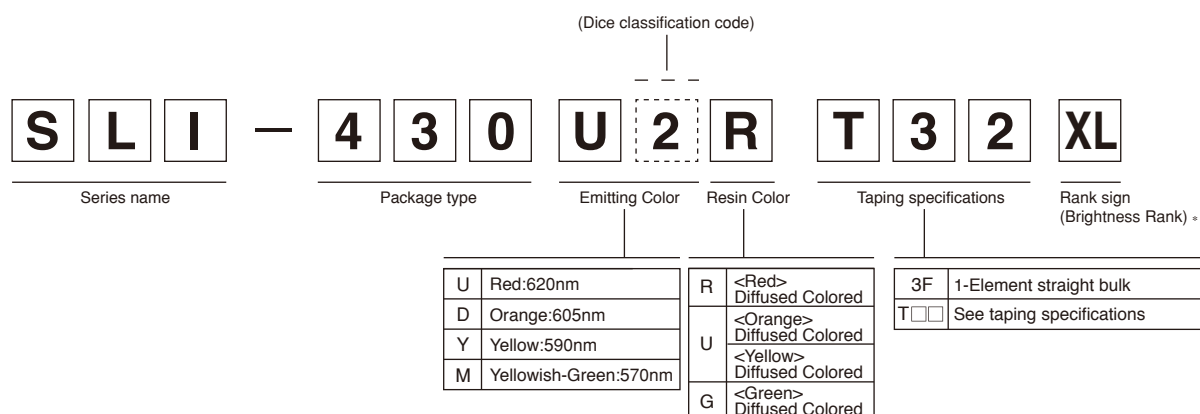 (Dice classification code)
S L I — 4 3 0 U 2 R T 3 2 XL
Series name Package type Emitting Color Resin Color Taping specifications Rank sign
(Brightness Rank) *
U Red:620nm
D Orange:605nm
Y Yellow:590nm
M Yellowish-Green:570nm
R <Red>
Diffused Colored
U <Orange>
Diffused Colored
<Yellow>
Diffused Colored
G <Green>
Diffused Colored
3F 1-Element straight bulk
T□□ See taping specifications